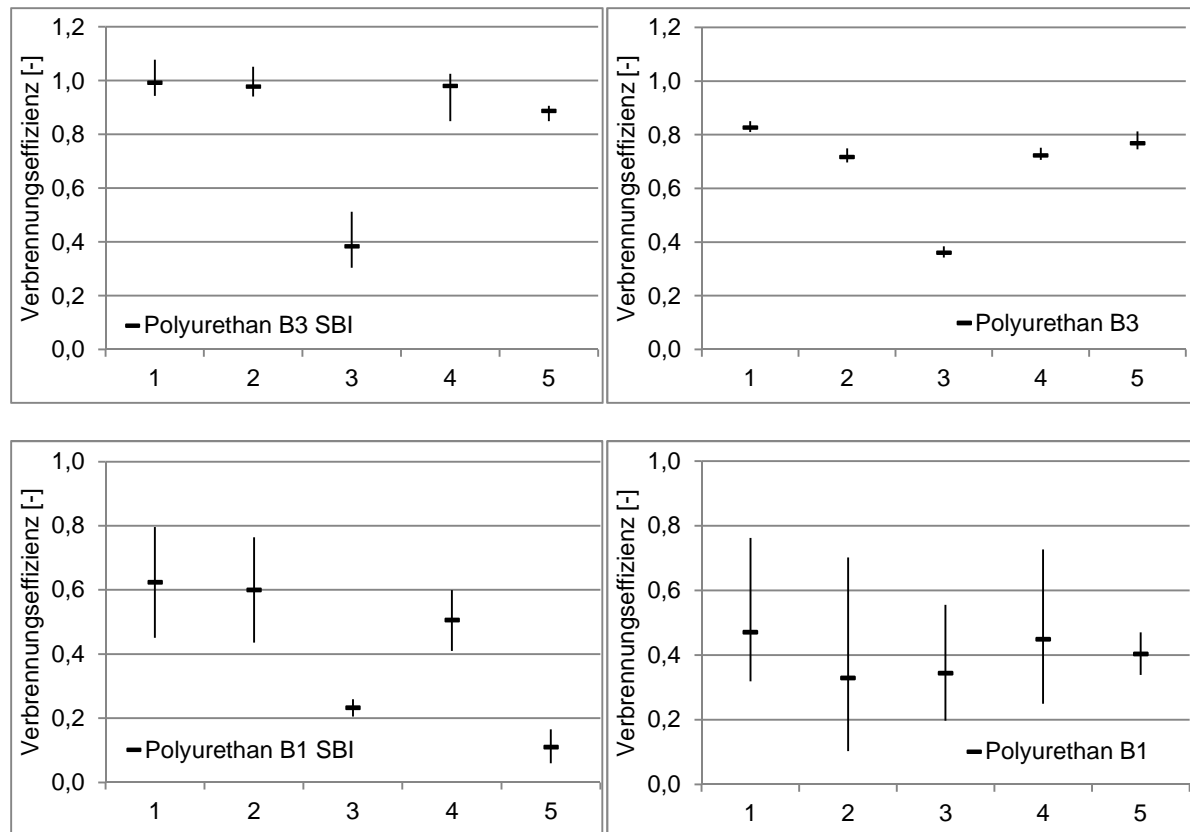 Verbrennungseffizienz [-]
1,2
1,0
0,8
0,6
0,4
0,2
0,0
Polyurethan B3 SBI
1 2 3 4 5
Verbrennungseffizienz [-]
1,2
1,0
0,8
0,6
0,4
0,2
0,0
Polyurethan B3
1 2 3 4 5
Verbrennungseffizienz [-]
1,0
0,8
0,6
0,4
0,2
0,0
Polyurethan B1 SBI
1 2 3 4 5
Verbrennungseffizienz [-]
1,0
0,8
0,6
0,4
0,2
0,0
Polyurethan B1
1 2 3 4 5